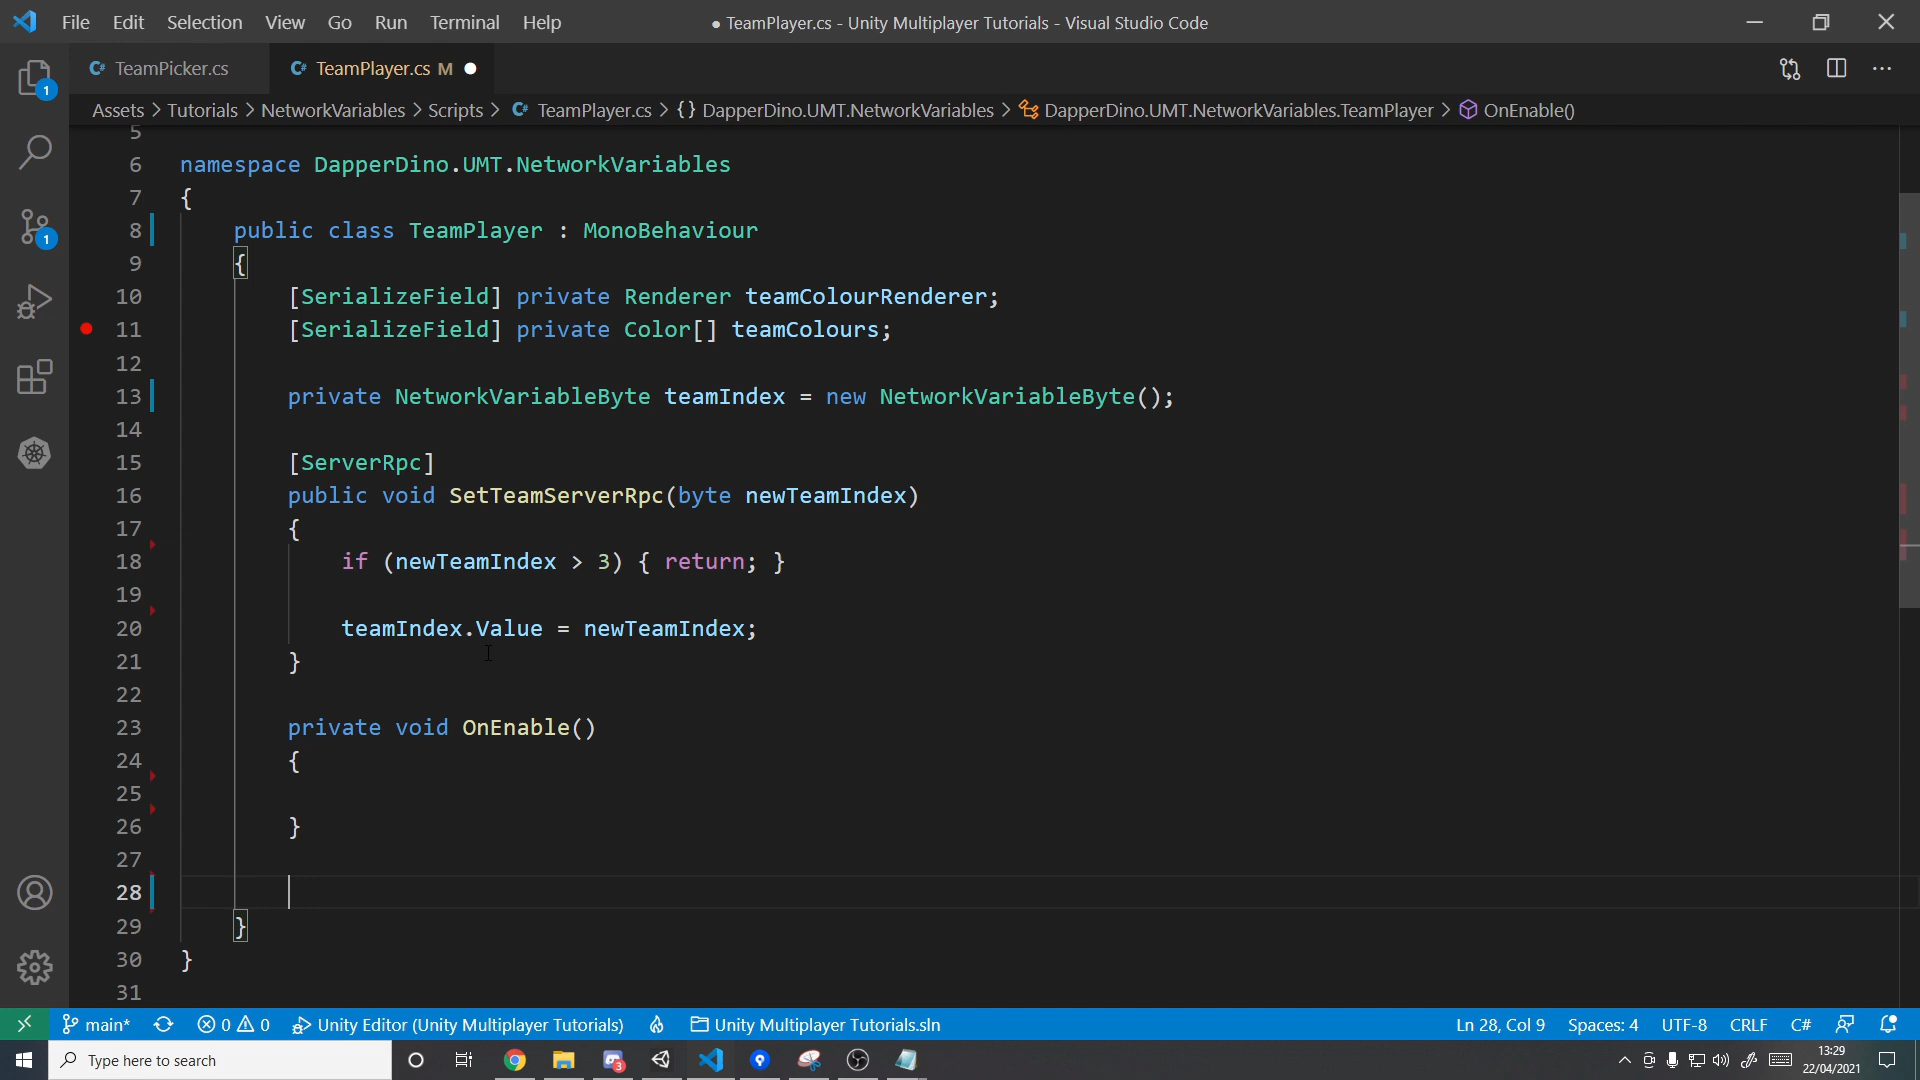 File Edit Selection View Go Run Terminal Help ● TeamPlayer.cs - Unity Multiplayer Tutorials - Visual Studio Code
C# TeamPicker.cs C# TeamPlayer.cs M
Assets > Tutorials > NetworkVariables > Scripts > C# TeamPlayer.cs > {} DapperDino.UMT.NetworkVariables > DapperDino.UMT.NetworkVariables.TeamPlayer > OnEnable()
1
1
5
6 namespace DapperDino.UMT.NetworkVariables
7 {
8 public class TeamPlayer : MonoBehaviour
9 {
10 [SerializeField] private Renderer teamColourRenderer;
11 [SerializeField] private Color[] teamColours;
12
13 private NetworkVariableByte teamIndex = new NetworkVariableByte();
14
15 [ServerRpc]
16 public void SetTeamServerRpc(byte newTeamIndex)
17 {
18 if (newTeamIndex > 3) { return; }
19
20 teamIndex.Value = newTeamIndex;
21 }
22
23 private void OnEnable()
24 {
25
26 }
27
28
29 }
30 }
31
main* 0 0 Unity Editor (Unity Multiplayer Tutorials) Unity Multiplayer Tutorials.sln Ln 28, Col 9 Spaces: 4 UTF-8 CRLF C#
Type here to search 3 13:29
22/04/2021